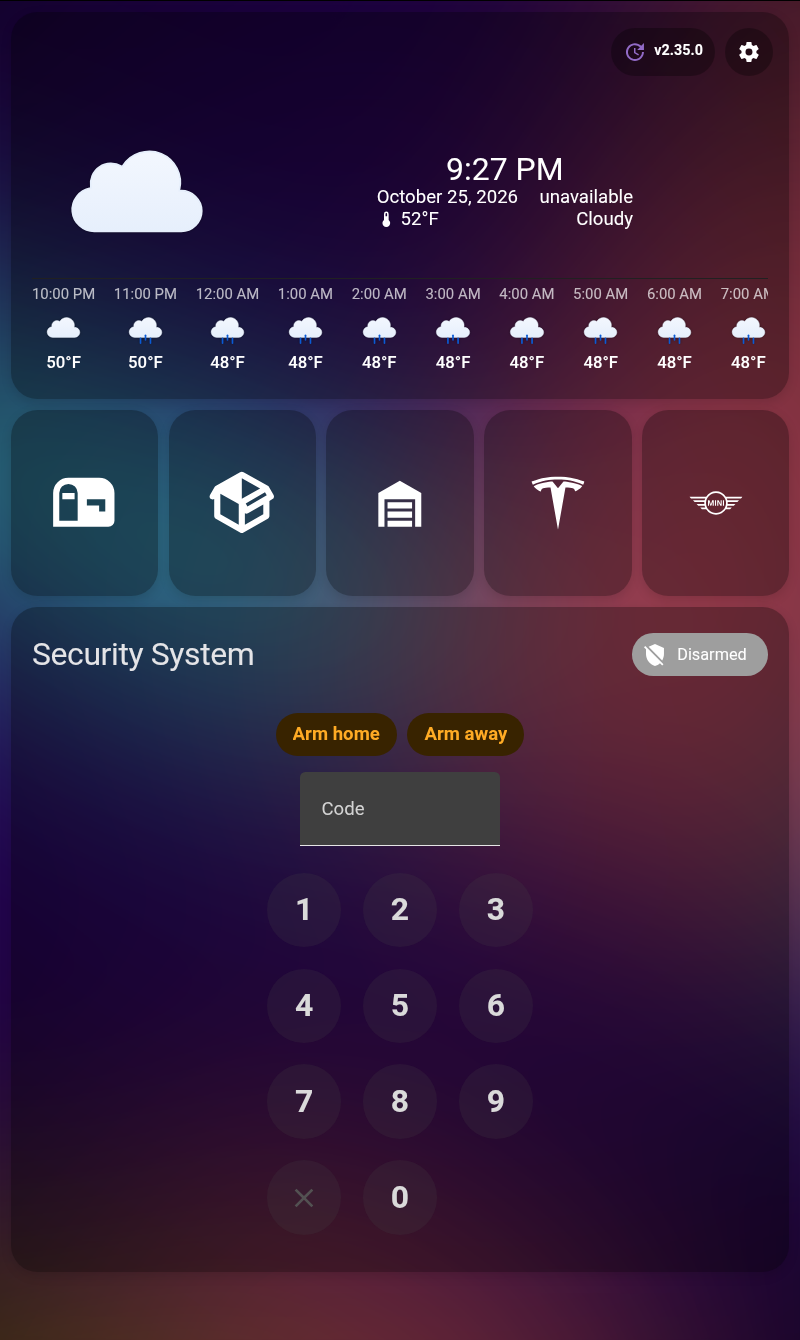 v2.35.0
9:27 PM
October 25, 2026 unavailable
52°F Cloudy
10:00 PM 11:00 PM 12:00 AM 1:00 AM 2:00 AM 3:00 AM 4:00 AM 5:00 AM 6:00 AM 7:00 AM
50°F 50°F 48°F 48°F 48°F 48°F 48°F 48°F 48°F 48°F
MINI
Security System
Disarmed
Arm home Arm away
Code
1 2 3
4 5 6
7 8 9
0